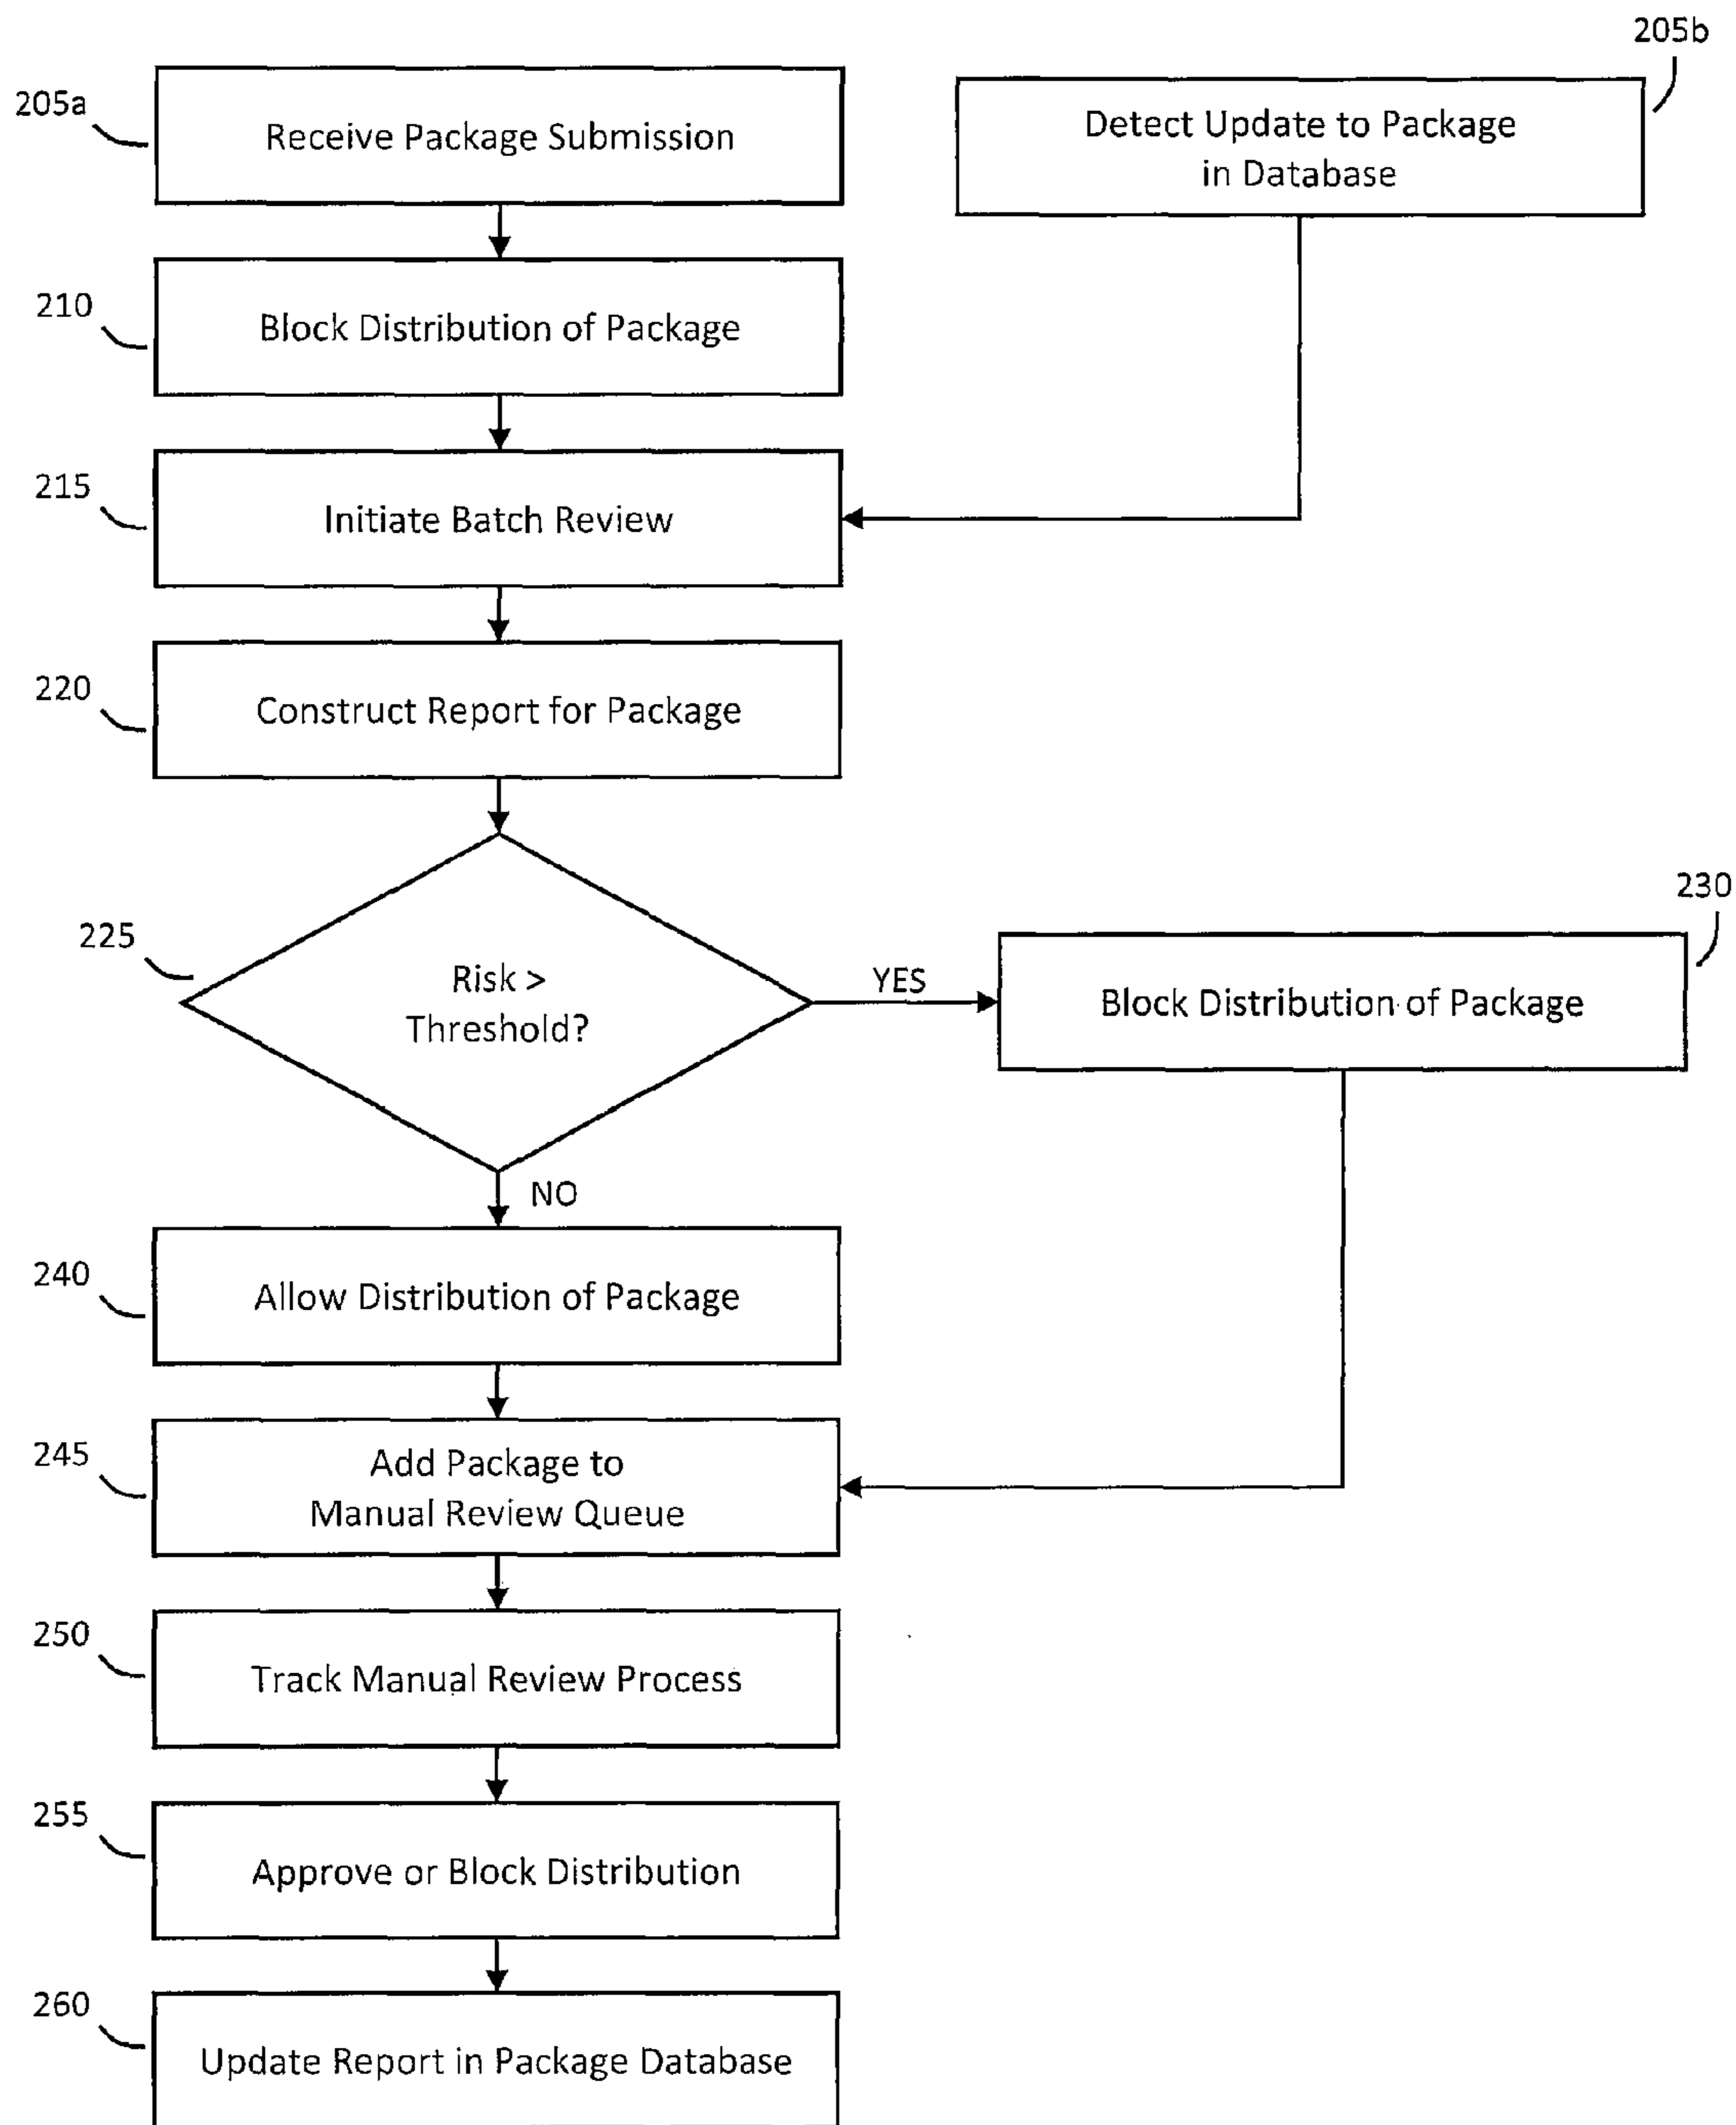 205b
205a
Receive Package Submission
Detect Update to Package
in Database
210
Block Distribution of Package
215
Initiate Batch Review
220
Construct Report for Package
225
Risk >
Threshold?
YES
230
Block Distribution of Package
NO
240
Allow Distribution of Package
245
Add Package to
Manual Review Queue
250
Track Manual Review Process
255
Approve or Block Distribution
260
Update Report in Package Database